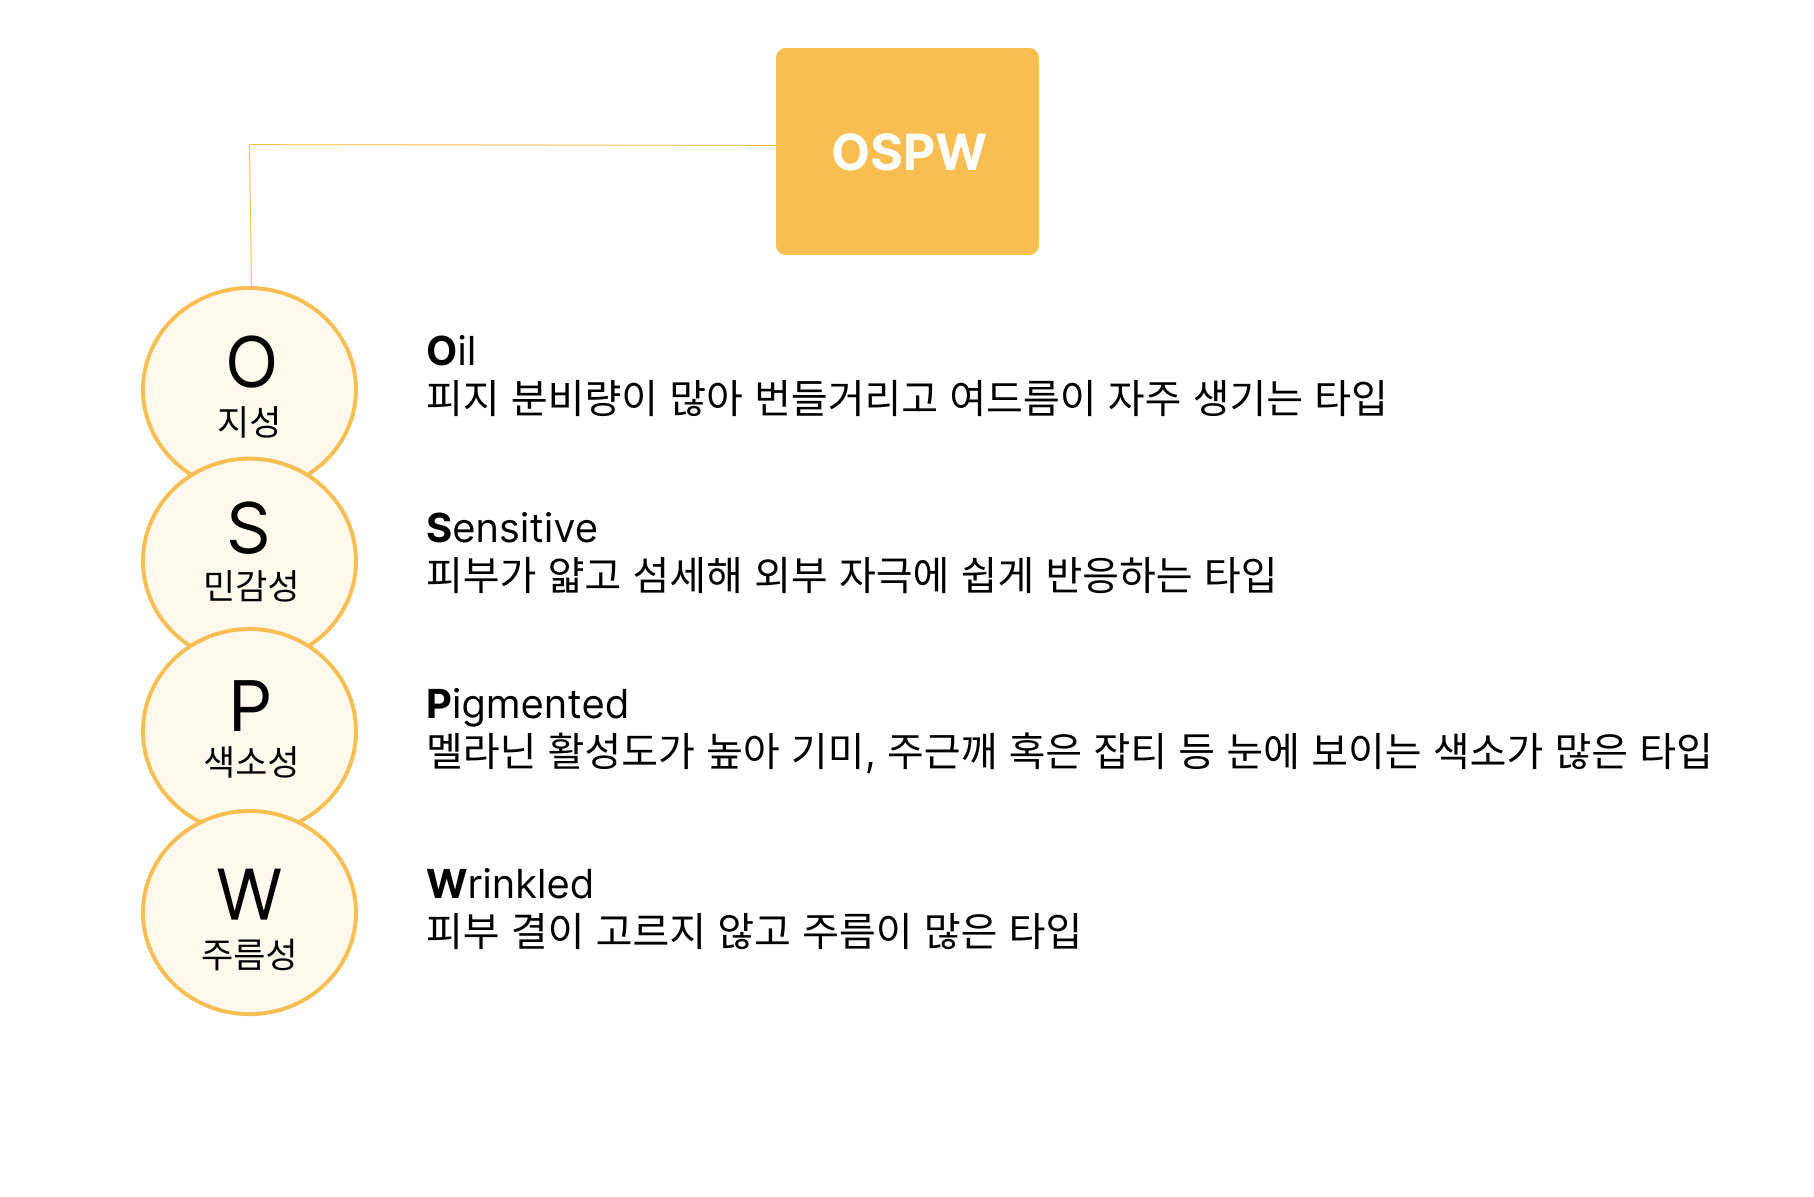 OSPW
O
지성
Oil
피지 분비량이 많아 번들거리고 여드름이 자주 생기는 타입
S
민감성
Sensitive
피부가 얇고 섬세해 외부 자극에 쉽게 반응하는 타입
P
색소성
Pigmented
멜라닌 활성도가 높아 기미, 주근깨 혹은 잡티 등 눈에 보이는 색소가 많은 타입
W
주름성
Wrinkled
피부 결이 고르지 않고 주름이 많은 타입